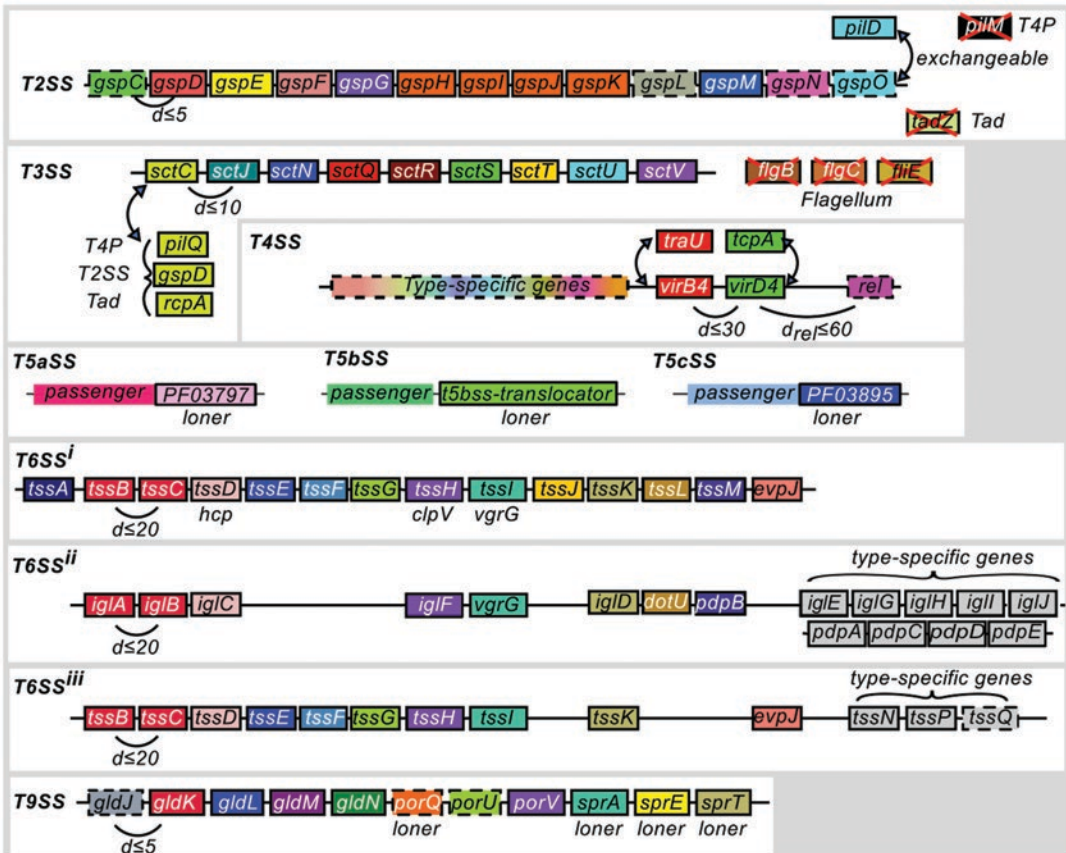 pilD pilM T4P
exchangeable
T2SS gspC gspD gspE gspF gspG gspH gspI gspJ gspK gspL gspM gspN gspO
d≤5
tadZ Tad
T3SS sctC sctJ sctN sctQ sctR sctS sctT sctU sctV flgB flgC fliE
d≤10
Flagellum
T4P pilQ
T2SS gspD
Tad rcpA
T4SS traU tcpA
Type-specific genes virB4 virD4 rel
d≤30 drel≤60
T5aSS T5bSS T5cSS
passenger PF03797 passenger t5bss-translocator passenger PF03895
loner loner loner
T6SSi
tssA tssB tssC tssD tssE tssF tssG tssH tssI tssJ tssK tssL tssM evpJ
d≤20 hcp clpV vgrG
T6SSii type-specific genes
iglA iglB iglC iglF vgrG iglD dotU pdpB iglE iglG iglH iglI iglJ
pdpA pdpC pdpD pdpE
d≤20
T6SSiii type-specific genes
tssB tssC tssD tssE tssF tssG tssH tssI tssK evpJ tssN tssP tssQ
d≤20
T9SS gldJ gldK gldL gldM gldN porQ porU porV sprA sprE sprT
d≤5 loner loner loner loner